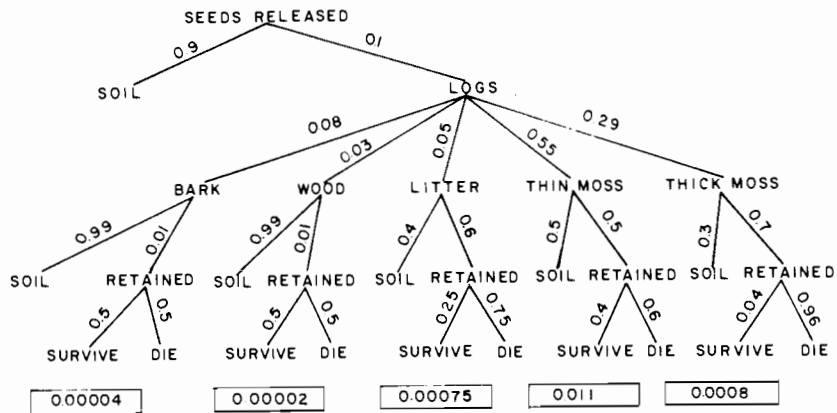 SEEDS RELEASED
0.9 0.1
SOIL LOGS
0.08 0.03 0.05 0.55 0.29
BARK WOOD LITTER THIN MOSS THICK MOSS
0.99 0.01 0.99 0.01 0.4 0.6 0.5 0.5 0.3 0.7
SOIL RETAINED SOIL RETAINED SOIL RETAINED SOIL RETAINED SOIL RETAINED
0.5 0.5 0.5 0.5 0.25 0.75 0.4 0.6 0.04 0.96
SURVIVE DIE SURVIVE DIE SURVIVE DIE SURVIVE DIE SURVIVE DIE
0.00004 0.00002 0.00075 0.011 0.0008